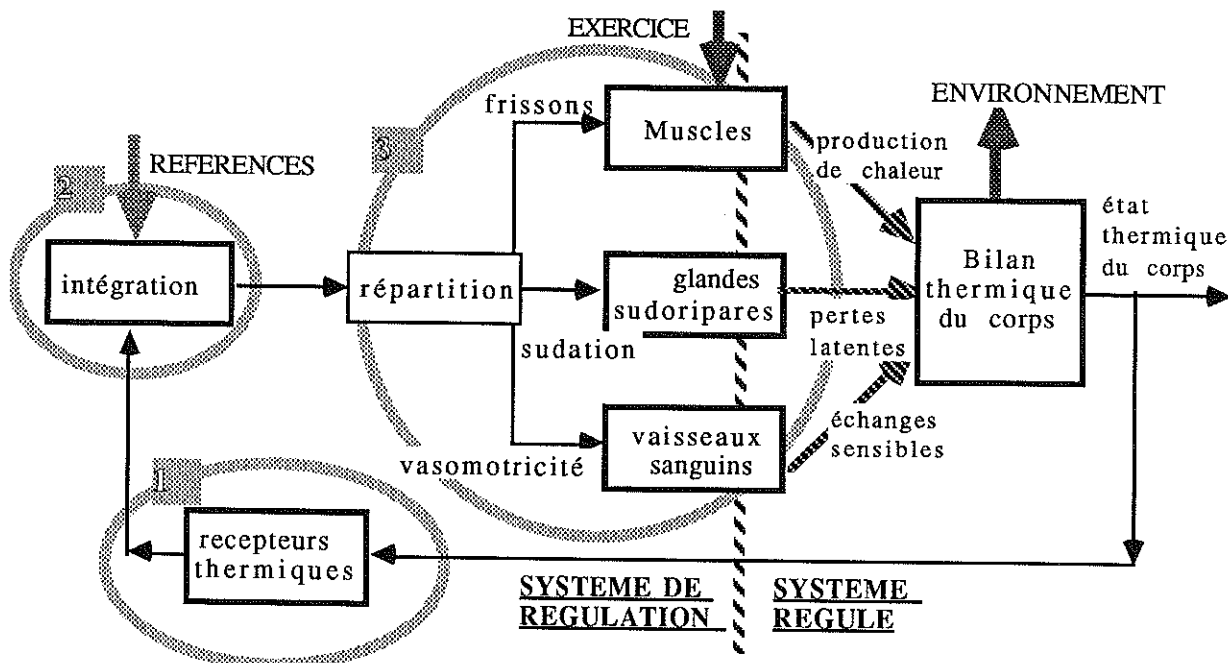 EXERCICE
frissons
Muscles
ENVIRONNEMENT
production
de chaleur
3
REFERENCES
2
intégration
répartition
glandes
sudoripares
sudation
pertes
latentes
Bilan
thermique
du corps
état
thermique
du corps
vasomotricité
vaisseaux
sanguins
échanges
sensibles
1
recepteurs
thermiques
SYSTEME DE
REGULATION
SYSTEME
REGULE